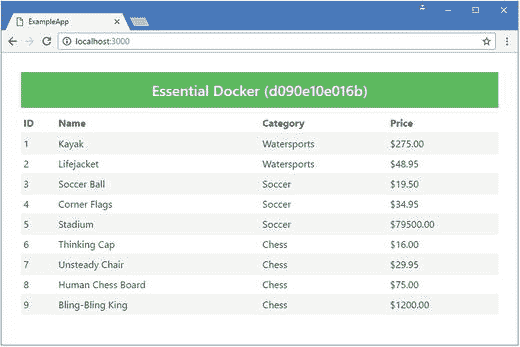 ExampleApp
localhost:3000
Essential Docker (d090e10e016b)
ID Name Category Price
1 Kayak Watersports $275.00
2 Lifejacket Watersports $48.95
3 Soccer Ball Soccer $19.50
4 Corner Flags Soccer $34.95
5 Stadium Soccer $79500.00
6 Thinking Cap Chess $16.00
7 Unsteady Chair Chess $29.95
8 Human Chess Board Chess $75.00
9 Bling-Bling King Chess $1200.00